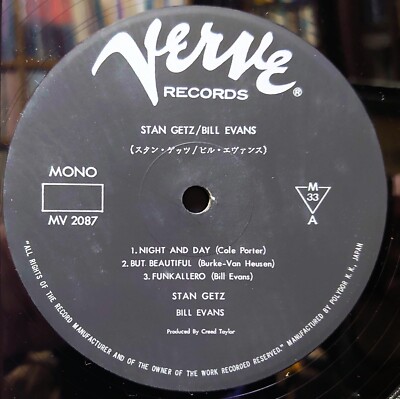 Verve
RECORDS ®
STAN GETZ/BILL EVANS
(スタン・ゲッツ/ビル・エヴァンス)
MONO
MV 2087
M
33
A
1. NIGHT AND DAY (Cole Porter)
2. BUT BEAUTIFUL (Burke-Van Heusen)
3. FUNKALLERO (Bill Evans)
STAN GETZ
BILL EVANS
Produced By Creed Taylor
"ALL RIGHTS OF THE RECORD MANUFACTURER AND OF THE OWNER OF THE WORK RECORDED RESERVED." MANUFACTURED BY POLYDOR K. K., JAPAN